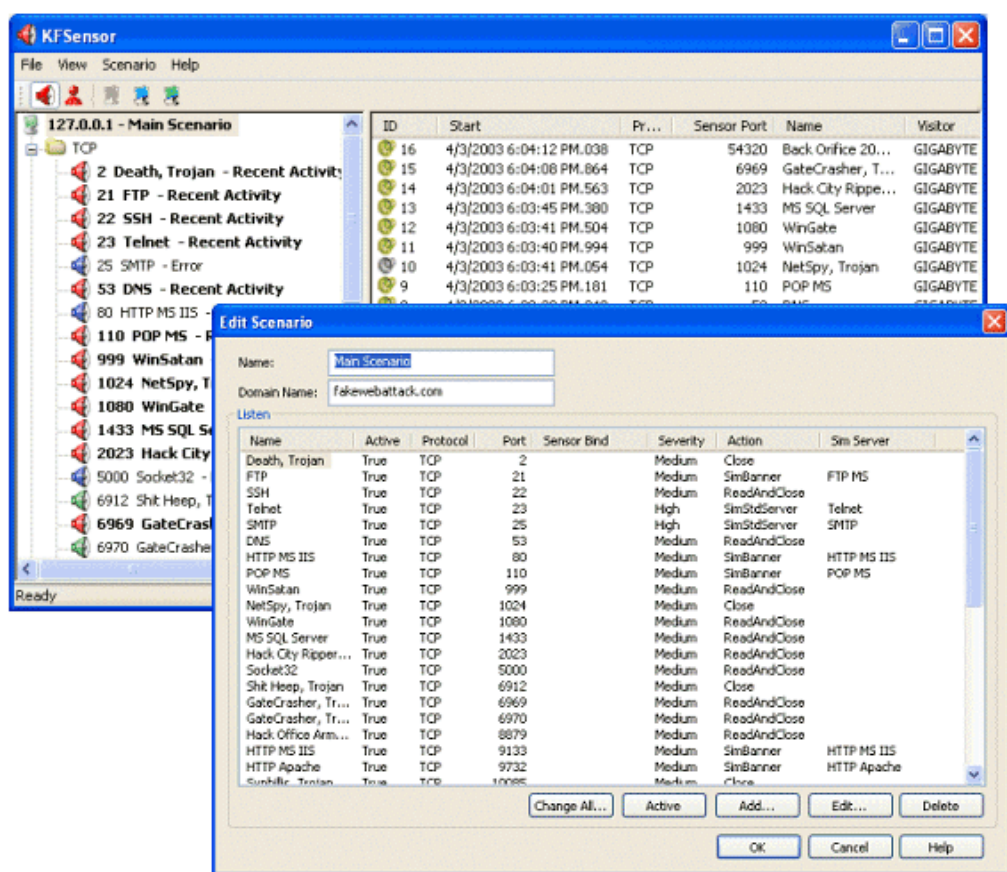 KFSensor
File View Scenario Help
127.0.0.1 - Main Scenario
TCP
2 Death, Trojan - Recent Activity
21 FTP - Recent Activity
22 SSH - Recent Activity
23 Telnet - Recent Activity
25 SMTP - Error
53 DNS - Recent Activity
80 HTTP MS IIS -
110 POP MS - R
999 WinSatan
1024 NetSpy, T
1080 WinGate
1433 MS SQL Se
2023 Hack City
5000 Socket32 -
6912 Shit Heep, T
6969 GateCras
6970 GateCrashe
Ready
ID Start Pr... Sensor Port Name Visitor
16 4/3/2003 6:04:12 PM.038 TCP 54320 Back Orifice 20... GIGABYTE
15 4/3/2003 6:04:08 PM.864 TCP 6969 GateCrasher, T... GIGABYTE
14 4/3/2003 6:04:01 PM.563 TCP 2023 Hack City Rippe... GIGABYTE
13 4/3/2003 6:03:45 PM.380 TCP 1433 MS SQL Server GIGABYTE
12 4/3/2003 6:03:41 PM.504 TCP 1080 WinGate GIGABYTE
11 4/3/2003 6:03:40 PM.994 TCP 999 WinSatan GIGABYTE
10 4/3/2003 6:03:41 PM.054 TCP 1024 NetSpy, Trojan GIGABYTE
9 4/3/2003 6:03:25 PM.181 TCP 110 POP MS GIGABYTE
Edit Scenario
Name: Main Scenario
Domain Name: fakewebattack.com
Listen
Name Active Protocol Port Sensor Bind Severity Action Sim Server
Death, Trojan True TCP 2 Medium Close
FTP True TCP 21 Medium SimBanner FTP MS
SSH True TCP 22 Medium ReadAndClose
Telnet True TCP 23 High SimStdServer Telnet
SMTP True TCP 25 High SimStdServer SMTP
DNS True TCP 53 Medium ReadAndClose
HTTP MS IIS True TCP 80 Medium SimBanner HTTP MS IIS
POP MS True TCP 110 Medium SimBanner POP MS
WinSatan True TCP 999 Medium ReadAndClose
NetSpy, Trojan True TCP 1024 Medium Close
WinGate True TCP 1080 Medium ReadAndClose
MS SQL Server True TCP 1433 Medium ReadAndClose
Hack City Ripper... True TCP 2023 Medium ReadAndClose
Socket32 True TCP 5000 Medium ReadAndClose
Shit Heep, Trojan True TCP 6912 Medium Close
GateCrasher, Tr... True TCP 6969 Medium ReadAndClose
GateCrasher, Tr... True TCP 6970 Medium ReadAndClose
Hack Office Arm... True TCP 8879 Medium ReadAndClose
HTTP MS IIS True TCP 9133 Medium SimBanner HTTP MS IIS
HTTP Apache True TCP 9732 Medium SimBanner HTTP Apache
Syphillis, Trojan True TCP 10085 Medium Close
Change All... Active Add... Edit... Delete
OK Cancel Help